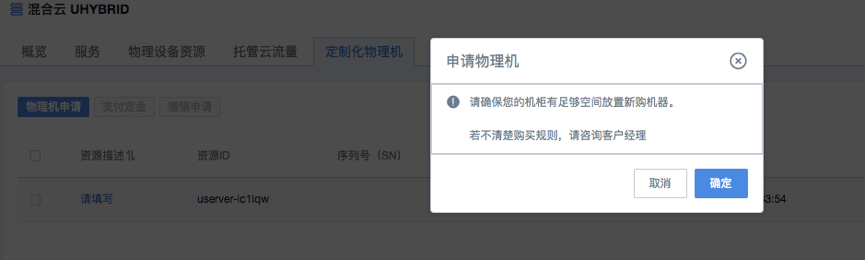 混合云 UHYBRID
概览 服务 物理设备资源 托管云流量 定制化物理机
申请物理机
物理机申请 支付定金 撤销申请
请确保您的机柜有足够空间放置新购机器。
若不清楚购买规则，请咨询客户经理
资源描述 资源ID 序列号（SN）
取消 确定
请填写 userver-ic1lqw 3:54